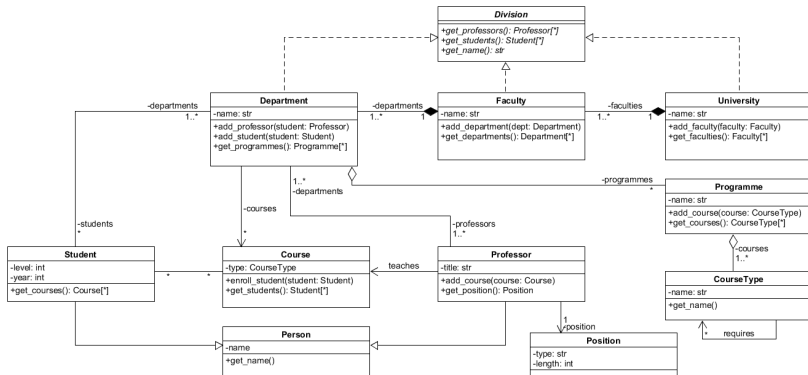 Division
+get_professors(): Professor[*]
+get_students(): Student[*]
+get_name(): str
Department
-name: str
+add_professor(student: Professor)
+add_student(student: Student)
+get_programmes(): Programme[*]
-departments
1..*
1
Faculty
-name: str
+add_department(dept: Department)
+get_departments(): Department[*]
-faculties
1..*
1
University
-name: str
+add_faculty(faculty: Faculty)
+get_faculties(): Faculty[*]
-departments
1..*
-students
*
1..*
-departments
-professors
1..*
-courses
*
-programmes
*
Programme
-name: str
+add_course(course: CourseType)
+get_courses(): CourseType[*]
-courses
1..*
Student
-level: int
-year: int
+get_courses(): Course[*]
*
*
Course
-type: CourseType
+enroll_student(student: Student)
+get_students(): Student[*]
teaches
Professor
-title: str
+add_course(course: Course)
+get_position(): Position
CourseType
-name: str
+get_name()
*
requires
Person
-name
+get_name()
1
-position
Position
-type: str
-length: int